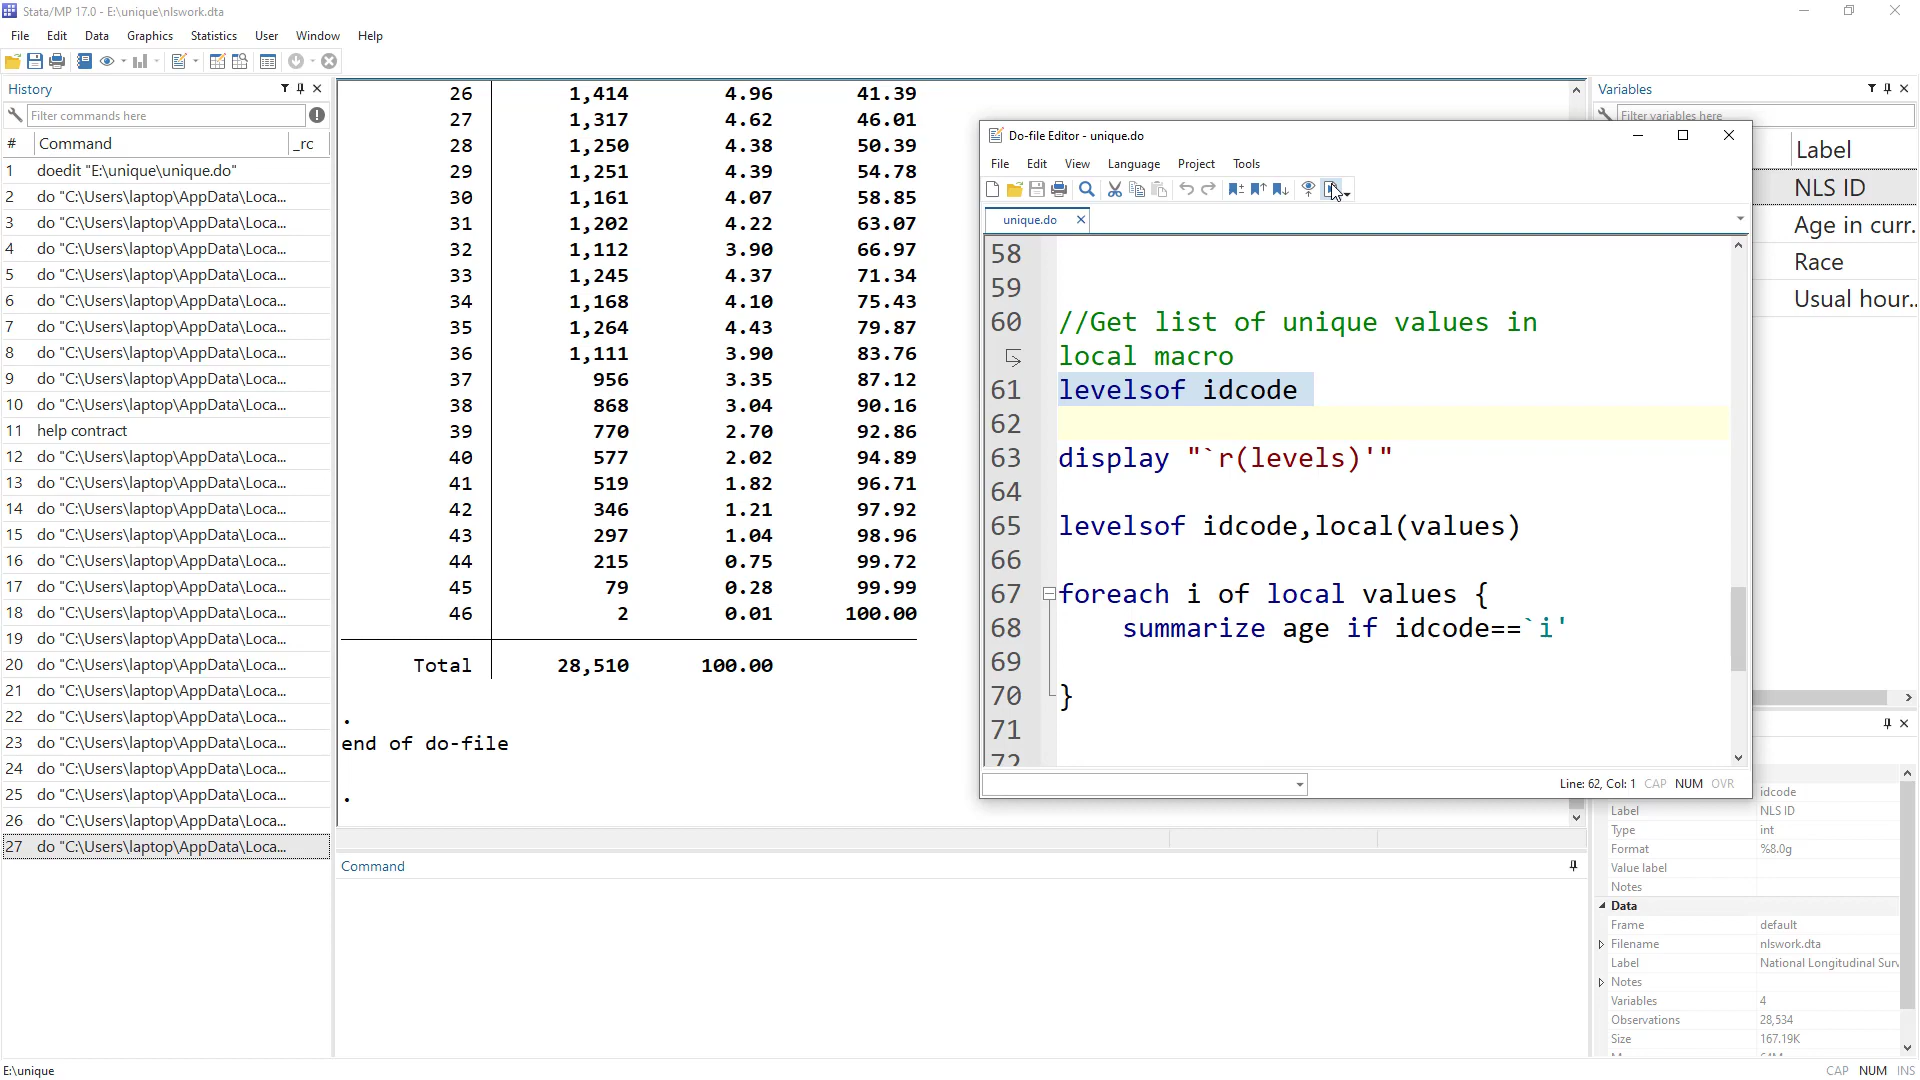 Stata/MP 17.0 - E:\unique\nlswork.dta
File Edit Data Graphics Statistics User Window Help
History
Filter commands here
# Command _rc
1 doedit "E:\unique\unique.do"
2 do "C:\Users\laptop\AppData\Loca...
3 do "C:\Users\laptop\AppData\Loca...
4 do "C:\Users\laptop\AppData\Loca...
5 do "C:\Users\laptop\AppData\Loca...
6 do "C:\Users\laptop\AppData\Loca...
7 do "C:\Users\laptop\AppData\Loca...
8 do "C:\Users\laptop\AppData\Loca...
9 do "C:\Users\laptop\AppData\Loca...
10 do "C:\Users\laptop\AppData\Loca...
11 help contract
12 do "C:\Users\laptop\AppData\Loca...
13 do "C:\Users\laptop\AppData\Loca...
14 do "C:\Users\laptop\AppData\Loca...
15 do "C:\Users\laptop\AppData\Loca...
16 do "C:\Users\laptop\AppData\Loca...
17 do "C:\Users\laptop\AppData\Loca...
18 do "C:\Users\laptop\AppData\Loca...
19 do "C:\Users\laptop\AppData\Loca...
20 do "C:\Users\laptop\AppData\Loca...
21 do "C:\Users\laptop\AppData\Loca...
22 do "C:\Users\laptop\AppData\Loca...
23 do "C:\Users\laptop\AppData\Loca...
24 do "C:\Users\laptop\AppData\Loca...
25 do "C:\Users\laptop\AppData\Loca...
26 do "C:\Users\laptop\AppData\Loca...
27 do "C:\Users\laptop\AppData\Loca...
26 1,414 4.96 41.39
27 1,317 4.62 46.01
28 1,250 4.38 50.39
29 1,251 4.39 54.78
30 1,161 4.07 58.85
31 1,202 4.22 63.07
32 1,112 3.90 66.97
33 1,245 4.37 71.34
34 1,168 4.10 75.43
35 1,264 4.43 79.87
36 1,111 3.90 83.76
37 956 3.35 87.12
38 868 3.04 90.16
39 770 2.70 92.86
40 577 2.02 94.89
41 519 1.82 96.71
42 346 1.21 97.92
43 297 1.04 98.96
44 215 0.75 99.72
45 79 0.28 99.99
46 2 0.01 100.00
Total 28,510 100.00
.
end of do-file
.
Command
Do-file Editor - unique.do
File Edit View Language Project Tools
unique.do
58
59
60 //Get list of unique values in
local macro
61 levelsof idcode
62
63 display "`r(levels)'"
64
65 levelsof idcode,local(values)
66
67 foreach i of local values {
68 summarize age if idcode==`i'
69
70 }
71
72
Line: 62, Col: 1 CAP NUM OVR
Variables
Filter variables here
Label
NLS ID
Age in curr...
Race
Usual hour...
idcode
Label NLS ID
Type int
Format %8.0g
Value label
Notes
Data
Frame default
Filename nlswork.dta
Label National Longitudinal Sur
Notes
Variables 4
Observations 28,534
Size 167.19K
E:\unique
CAP NUM INS